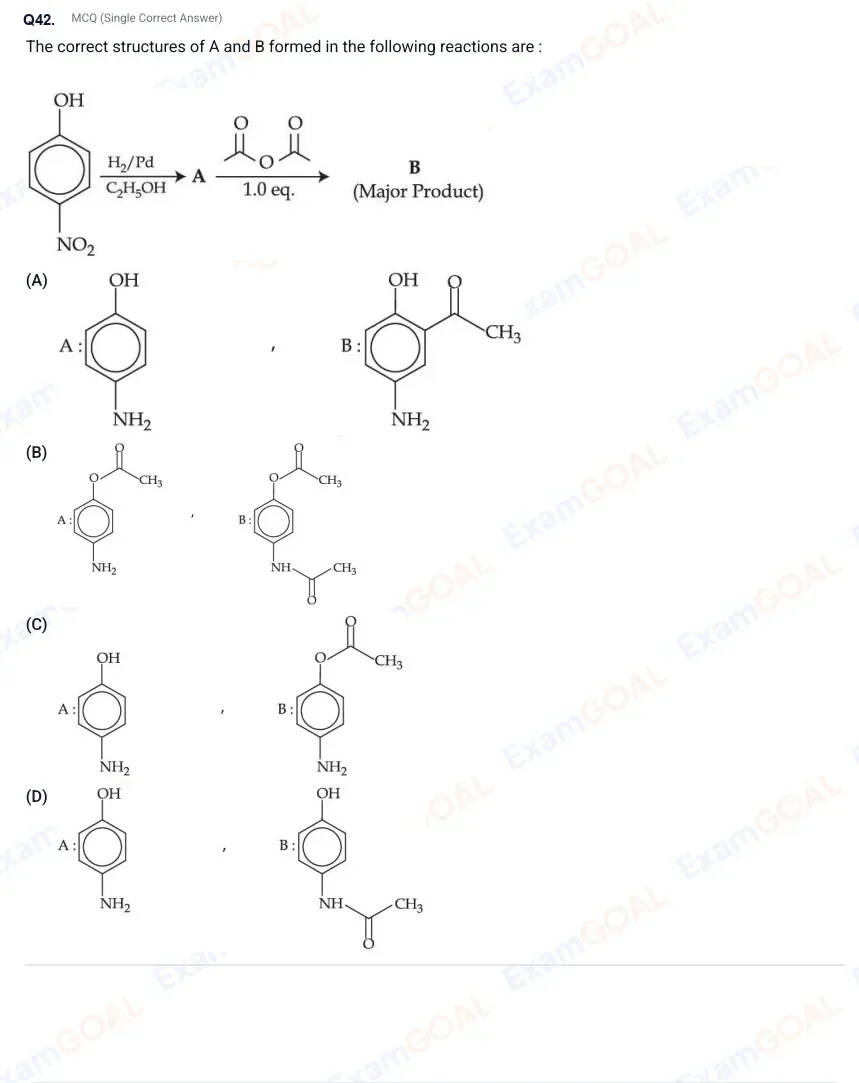 Q42. MCQ (Single Correct Answer)
The correct structures of A and B formed in the following reactions are :
OH
O O
H₂/Pd
O
A
B
C₂H₅OH
1.0 eq.
(Major Product)
NO₂
(A)
OH
OH O
A :
,
B :
CH₃
NH₂
NH₂
(B)
O
O
O
CH₃
O
CH₃
A :
,
B :
NH₂
NH
CH₃
O
(C)
O
OH
O
CH₃
A :
,
B :
NH₂
NH₂
(D)
OH
OH
A :
,
B :
NH₂
NH
CH₃
O
ExamGOAL